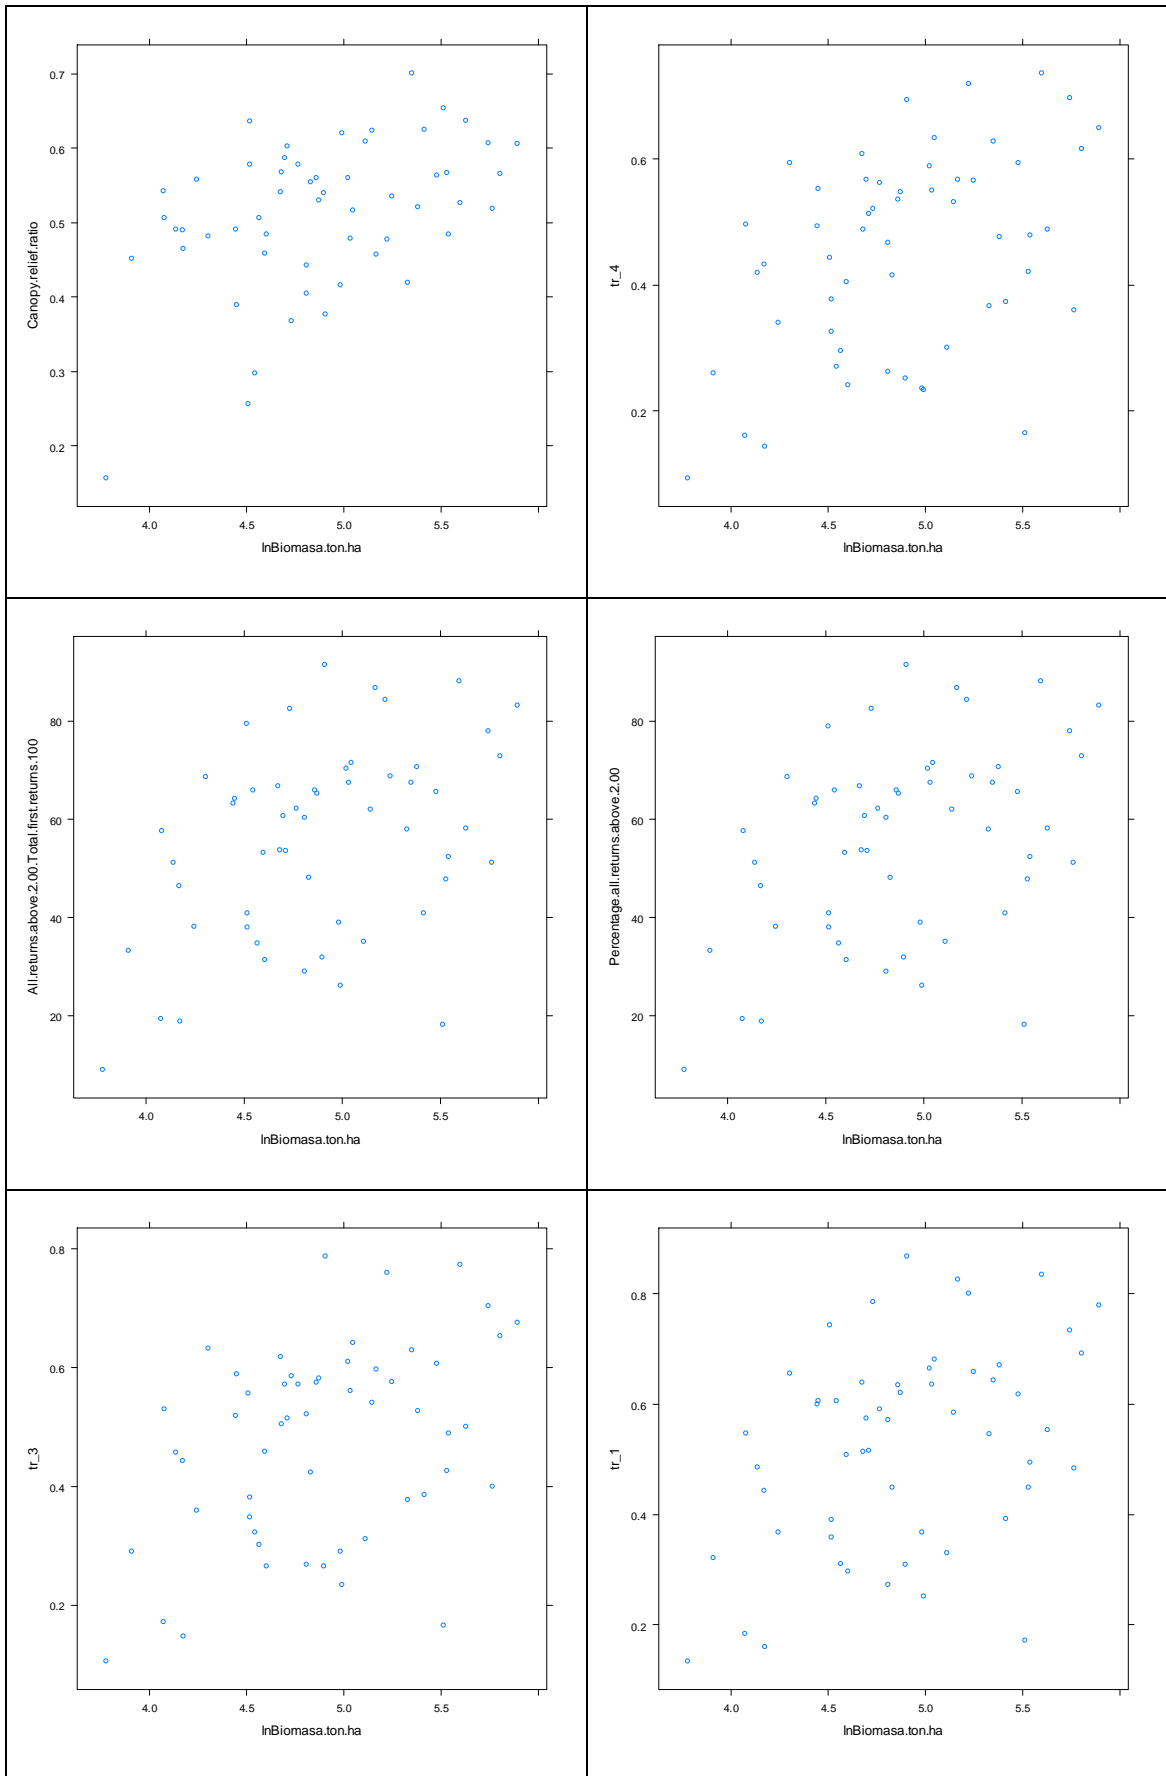 Canopy.relief.ratio
0.7
0.6
0.5
0.4
0.3
0.2
4.0 4.5 5.0 5.5
lnBiomasa.ton.ha
tr_4
0.6
0.4
0.2
4.0 4.5 5.0 5.5
lnBiomasa.ton.ha
All.returns.above.2.00.Total.first.returns.100
80
60
40
20
4.0 4.5 5.0 5.5
lnBiomasa.ton.ha
Percentage.all.returns.above.2.00
80
60
40
20
4.0 4.5 5.0 5.5
lnBiomasa.ton.ha
tr_3
0.8
0.6
0.4
0.2
4.0 4.5 5.0 5.5
lnBiomasa.ton.ha
tr_1
0.8
0.6
0.4
0.2
4.0 4.5 5.0 5.5
lnBiomasa.ton.ha